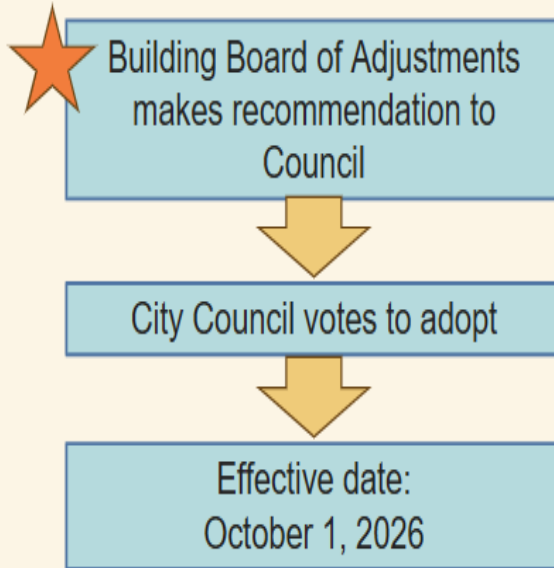 Building Board of Adjustments
makes recommendation to
Council
City Council votes to adopt
Effective date:
October 1, 2026